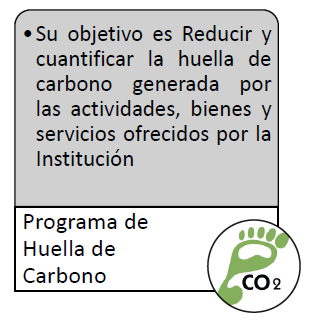 •Su objetivo es Reducir y
cuantificar la huella de
carbono generada por
las actividades, bienes y
servicios ofrecidos por la
Institución
Programa de
Huella de
Carbono
CO2